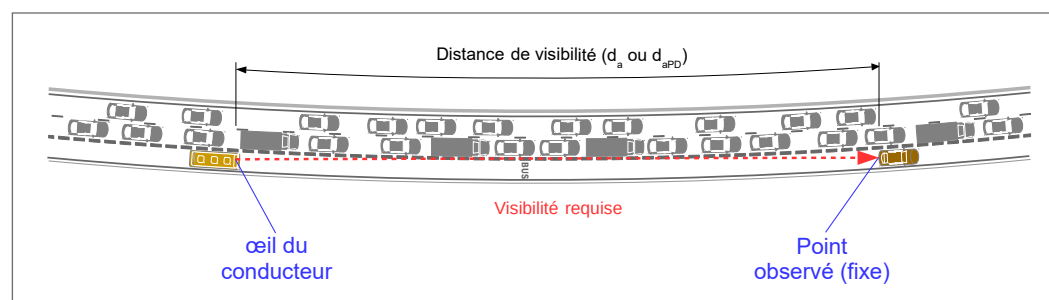 Distance de visibilité (da ou daPD)
BUS
Visibilité requise
œil du
conducteur
Point
observé (fixe)